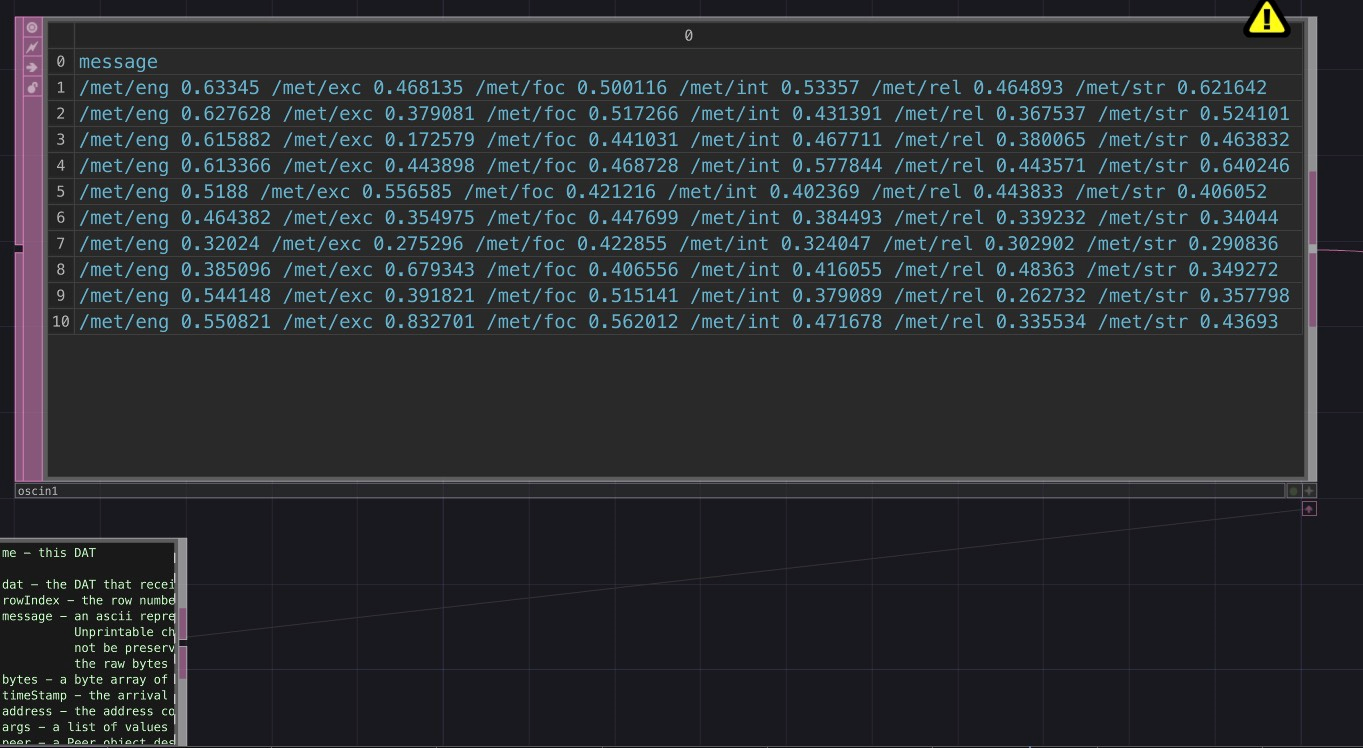 0
0 message
1 /met/eng 0.63345 /met/exc 0.468135 /met/foc 0.500116 /met/int 0.53357 /met/rel 0.464893 /met/str 0.621642
2 /met/eng 0.627628 /met/exc 0.379081 /met/foc 0.517266 /met/int 0.431391 /met/rel 0.367537 /met/str 0.524101
3 /met/eng 0.615882 /met/exc 0.172579 /met/foc 0.441031 /met/int 0.467711 /met/rel 0.380065 /met/str 0.463832
4 /met/eng 0.613366 /met/exc 0.443898 /met/foc 0.468728 /met/int 0.577844 /met/rel 0.443571 /met/str 0.640246
5 /met/eng 0.5188 /met/exc 0.556585 /met/foc 0.421216 /met/int 0.402369 /met/rel 0.443833 /met/str 0.406052
6 /met/eng 0.464382 /met/exc 0.354975 /met/foc 0.447699 /met/int 0.384493 /met/rel 0.339232 /met/str 0.34044
7 /met/eng 0.32024 /met/exc 0.275296 /met/foc 0.422855 /met/int 0.324047 /met/rel 0.302902 /met/str 0.290836
8 /met/eng 0.385096 /met/exc 0.679343 /met/foc 0.406556 /met/int 0.416055 /met/rel 0.48363 /met/str 0.349272
9 /met/eng 0.544148 /met/exc 0.391821 /met/foc 0.515141 /met/int 0.379089 /met/rel 0.262732 /met/str 0.357798
10 /met/eng 0.550821 /met/exc 0.832701 /met/foc 0.562012 /met/int 0.471678 /met/rel 0.335534 /met/str 0.43693
oscin1
me - this DAT
dat - the DAT that recei
rowIndex - the row numbe
message - an ascii repre
Unprintable ch
not be preserv
the raw bytes
bytes - a byte array of
timeStamp - the arrival
address - the address co
args - a list of values
peer - a Peer object des